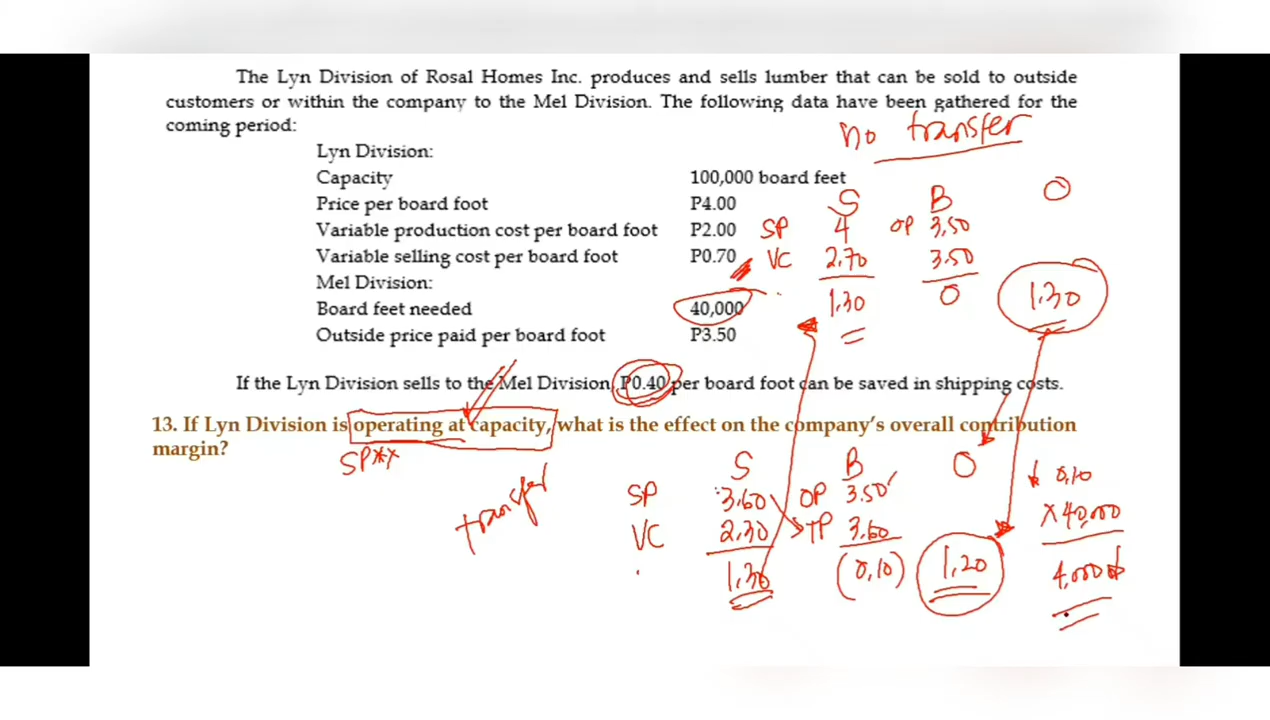 The Lyn Division of Rosal Homes Inc. produces and sells lumber that can be sold to outside
customers or within the company to the Mel Division. The following data have been gathered for the
coming period:
no transfer
Lyn Division:
Capacity 100,000 board feet
Price per board foot P4.00
Variable production cost per board foot P2.00
Variable selling cost per board foot P0.70
Mel Division:
Board feet needed 40,000
Outside price paid per board foot P3.50
S B O
SP 4 OP 3.50
VC 2.70 3.50
1.30 0 1.30
If the Lyn Division sells to the Mel Division, P0.40 per board foot can be saved in shipping costs.
13. If Lyn Division is operating at capacity, what is the effect on the company's overall contribution
margin?
SP**
transfer
S B O
SP 3.60 OP 3.50
VC 2.30 TP 3.60
1.30 (0.10) 1.20
↓ 0.10
x 40,000
4,000 ↓